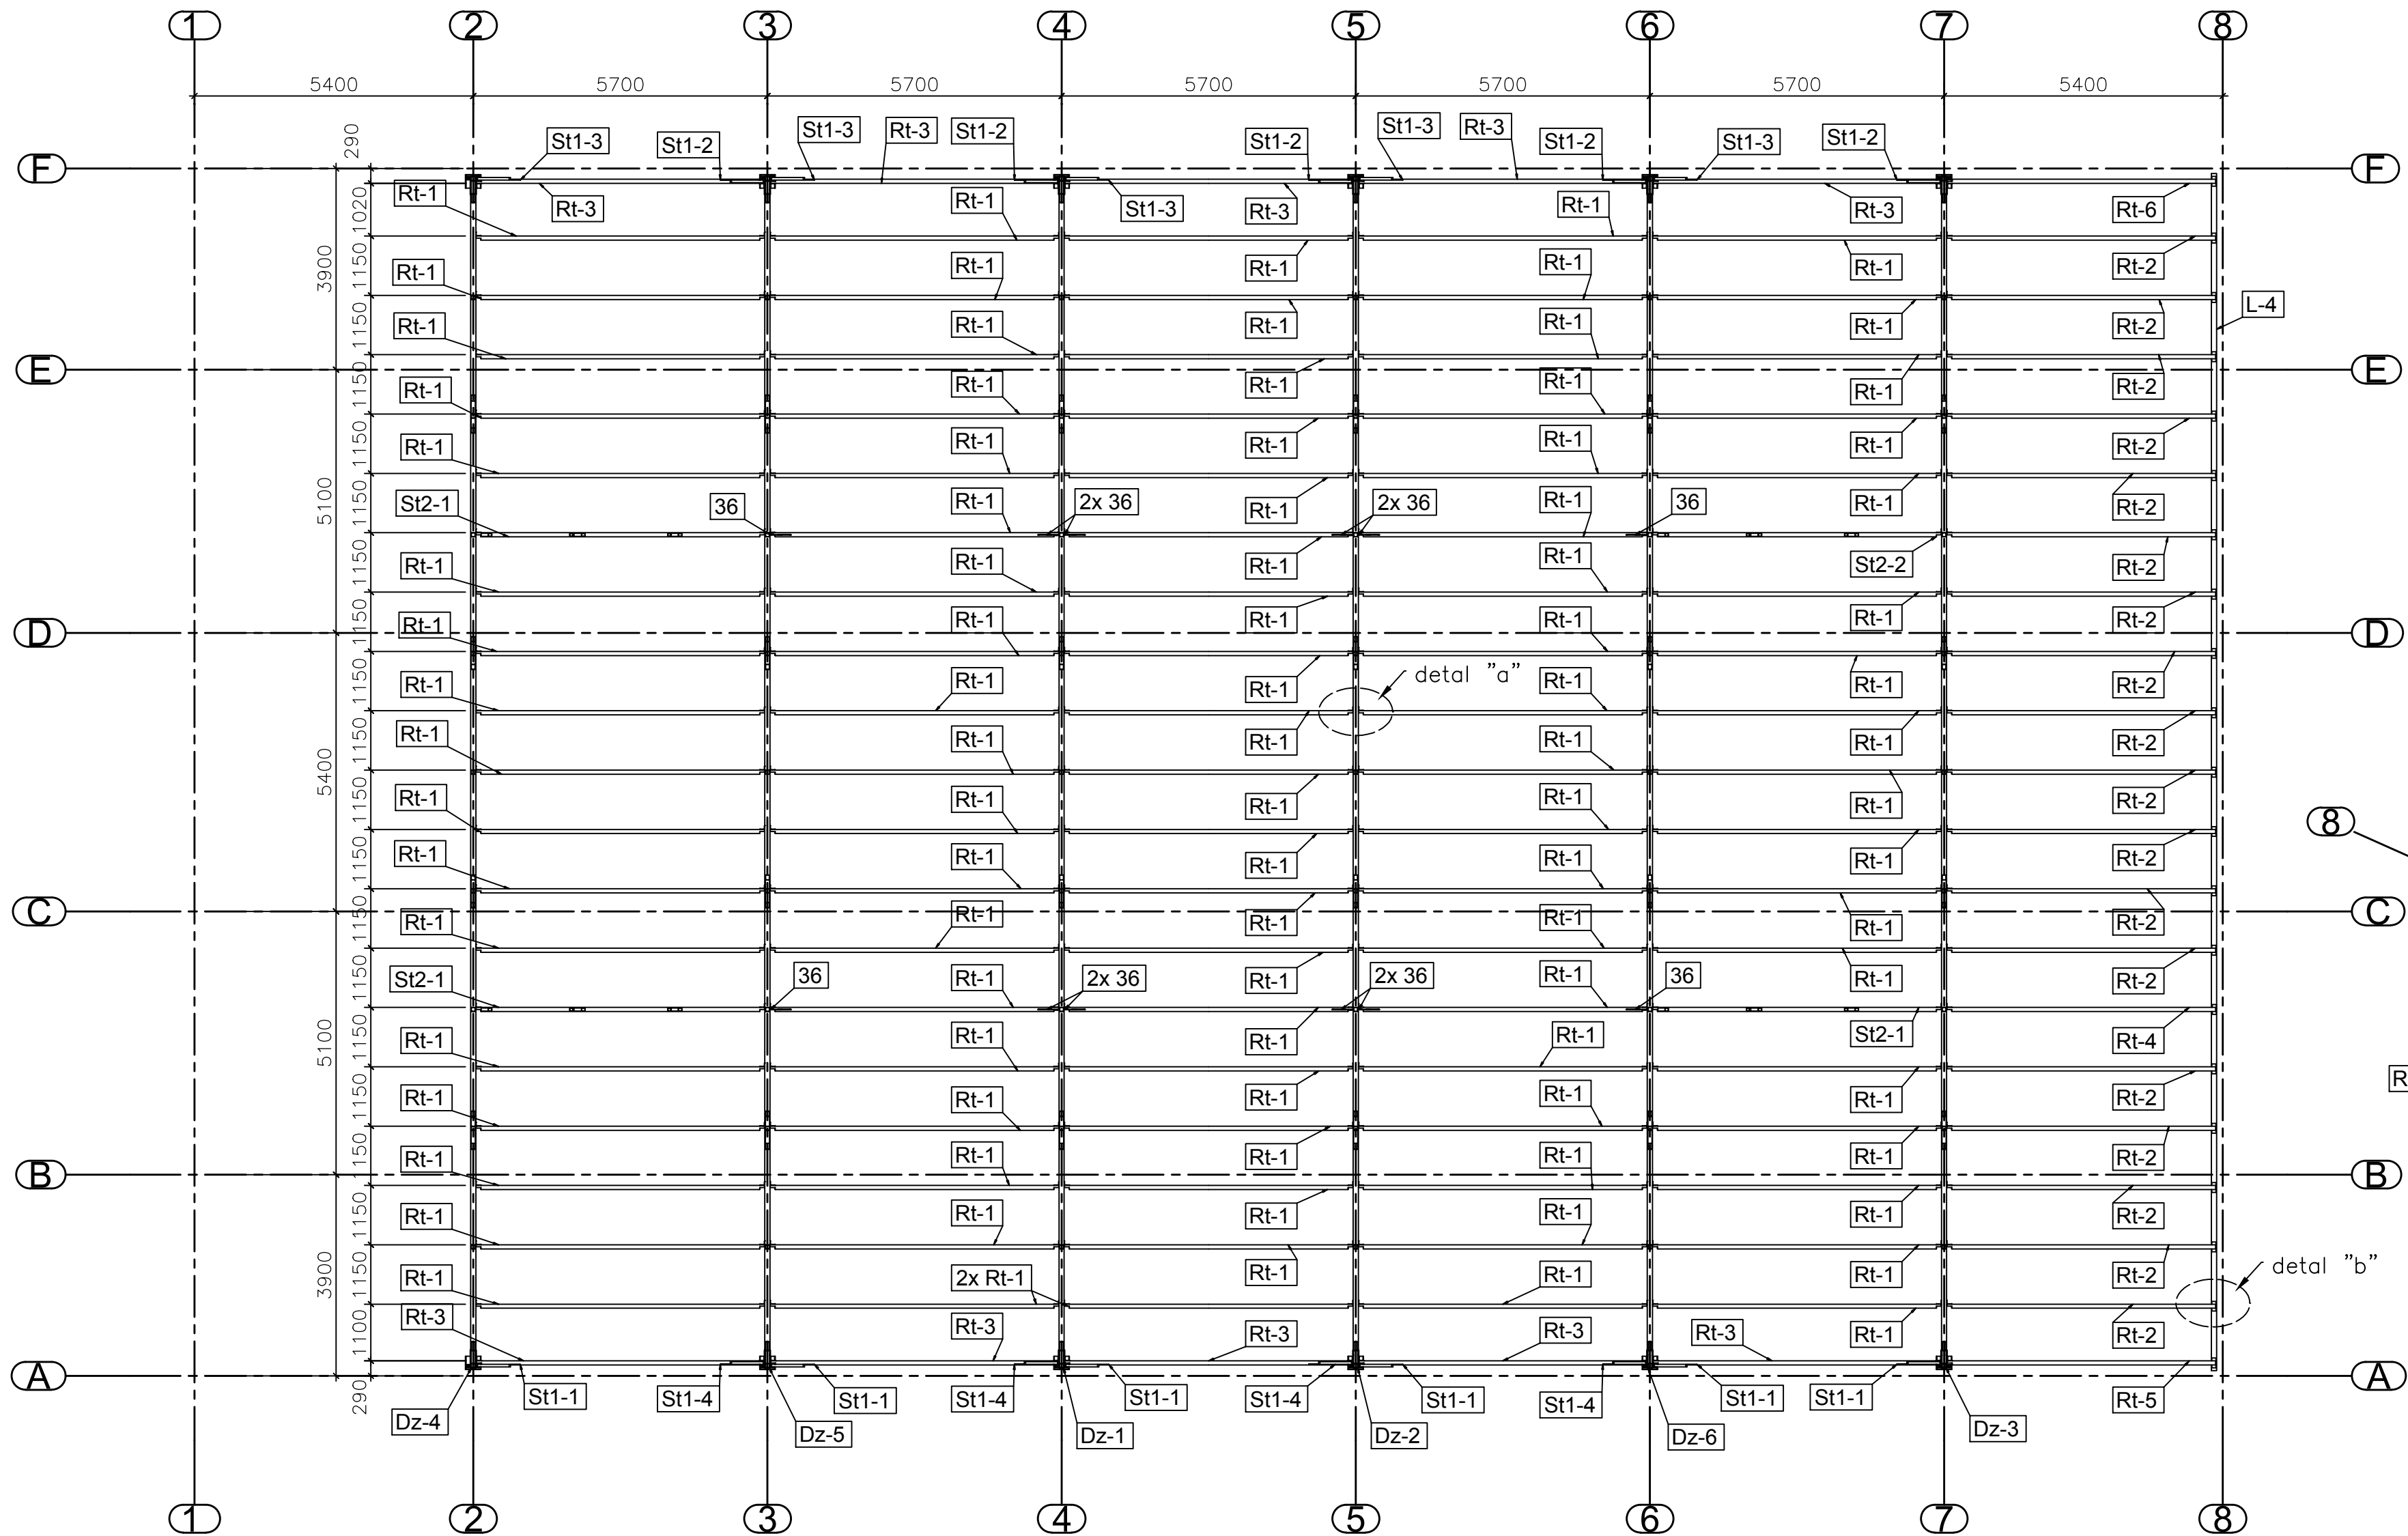 1 2 3 4 5 6 7 8
5400 5700 5700 5700 5700 5700 5400
290
St1-3 St1-2 St1-3 Rt-3 St1-2 St1-2 St1-3 Rt-3 St1-2 St1-3 St1-2
F F
Rt-1 Rt-3 Rt-1 St1-3 Rt-3 Rt-1 Rt-3 Rt-6
1020
Rt-1 Rt-1 Rt-1 Rt-1 Rt-1 Rt-2
3900
1150
L-4
Rt-1 Rt-1 Rt-1 Rt-1 Rt-1 Rt-2
1150
E E
Rt-1 Rt-1 Rt-1 Rt-1 Rt-1 Rt-2
1150
Rt-1 Rt-1 Rt-1 Rt-1 Rt-1 Rt-2
1150
St2-1 36 Rt-1 2x 36 Rt-1 2x 36 Rt-1 36 Rt-1 Rt-2
5100
1150
Rt-1 Rt-1 Rt-1 Rt-1 St2-2 Rt-2
1150
Rt-1 Rt-1 Rt-1 Rt-1 Rt-1 Rt-2
1150
D D
Rt-1 Rt-1 Rt-1 detal "a" Rt-1 Rt-1 Rt-2
1150
Rt-1 Rt-1 Rt-1 Rt-1 Rt-1 Rt-2
5400
1150
Rt-1 Rt-1 Rt-1 Rt-1 Rt-1 Rt-2
1150
8
Rt-1 Rt-1 Rt-1 Rt-1 Rt-1 Rt-2
1150
C C
Rt-1 Rt-1 Rt-1 Rt-1 Rt-1 Rt-2
1150
St2-1 36 Rt-1 2x 36 Rt-1 2x 36 Rt-1 36 Rt-1 Rt-2
1150
Rt-1 Rt-1 Rt-1 Rt-1 St2-1 Rt-4
5100
1150
R
Rt-1 Rt-1 Rt-1 Rt-1 Rt-1 Rt-2
1150
B B
Rt-1 Rt-1 Rt-1 Rt-1 Rt-1 Rt-2
1150
Rt-1 Rt-1 Rt-1 Rt-1 Rt-1 Rt-2
1150
Rt-1 2x Rt-1 Rt-1 Rt-1 Rt-1 Rt-2 detal "b"
3900
1150
Rt-3 Rt-3 Rt-3 Rt-3 Rt-3 Rt-1 Rt-2
1100
A A
290
St1-1 St1-4 St1-1 St1-4 St1-1 St1-4 St1-1 St1-4 St1-1 St1-1 Rt-5
Dz-4 Dz-5 Dz-1 Dz-2 Dz-6 Dz-3
1 2 3 4 5 6 7 8